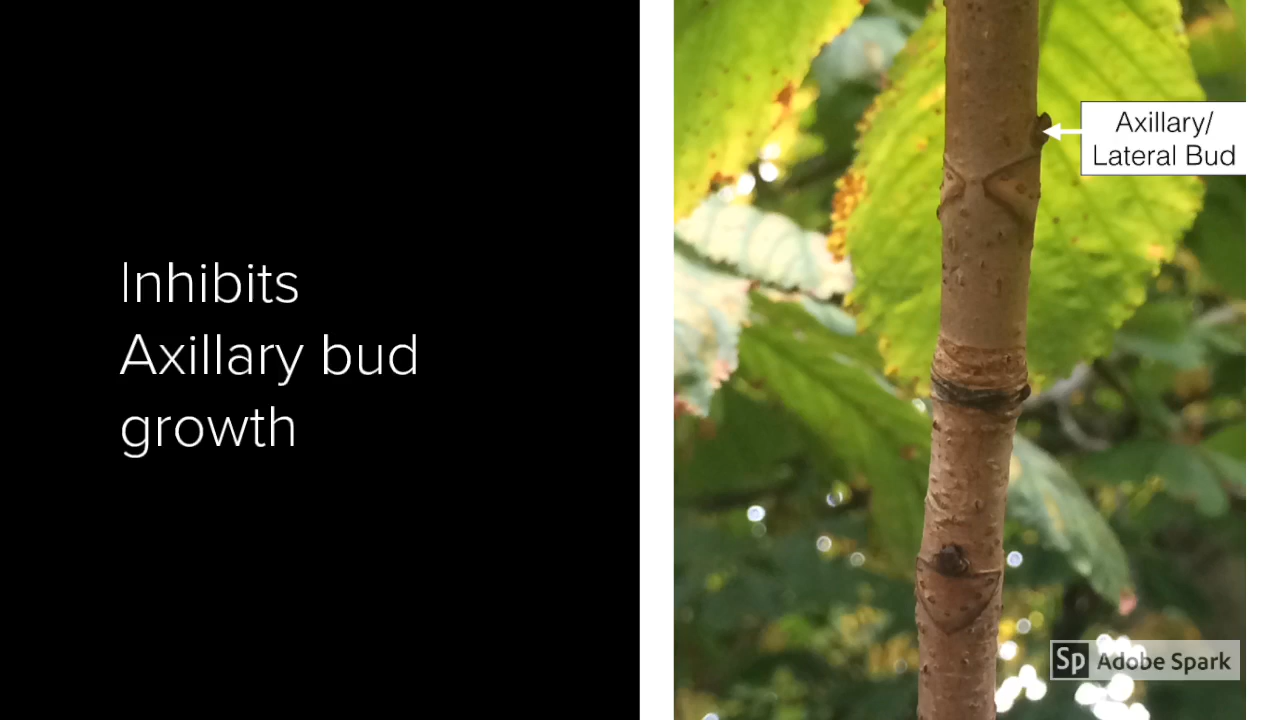 Inhibits
Axillary bud
growth
Axillary/
Lateral Bud
Sp Adobe Spark